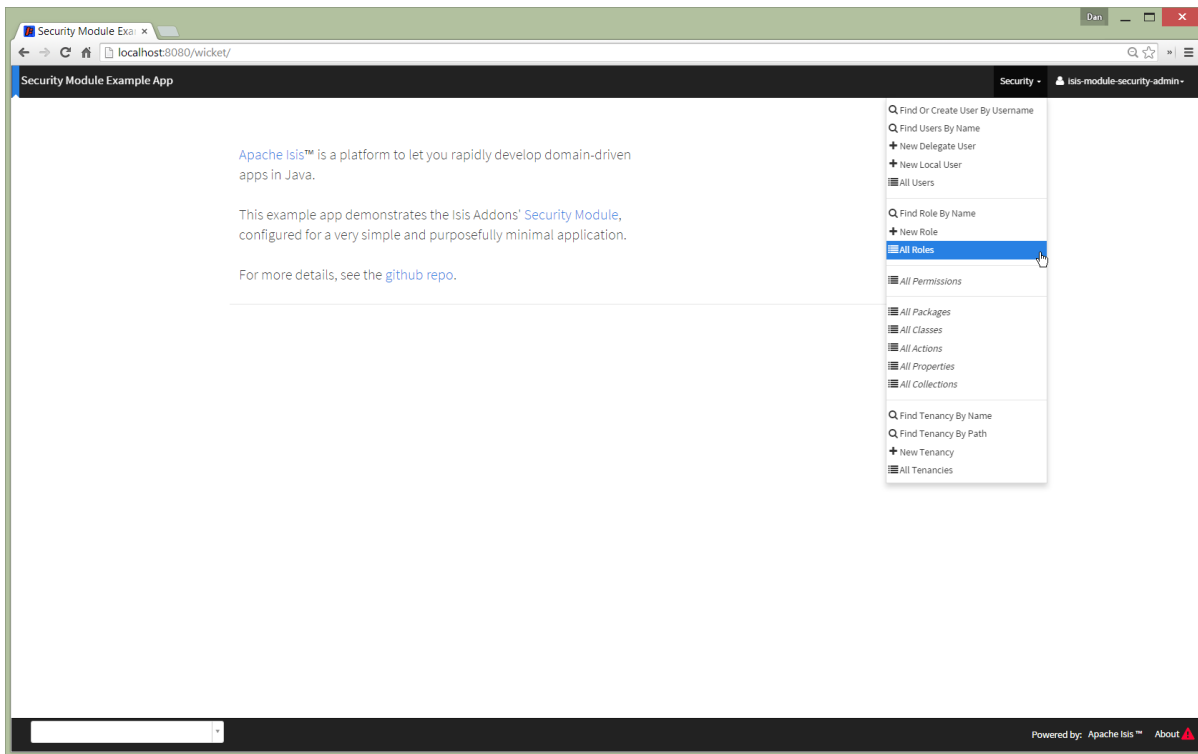 Dan
Security Module Exa
localhost:8080/wicket/
Security Module Example App
Security
isis-module-security-admin
Find Or Create User By Username
Find Users By Name
New Delegate User
New Local User
All Users
Find Role By Name
New Role
All Roles
All Permissions
All Packages
All Classes
All Actions
All Properties
All Collections
Find Tenancy By Name
Find Tenancy By Path
New Tenancy
All Tenancies
Apache Isis™ is a platform to let you rapidly develop domain-driven
apps in Java.
This example app demonstrates the Isis Addons' Security Module,
configured for a very simple and purposefully minimal application.
For more details, see the github repo.
Powered by: Apache Isis ™ About